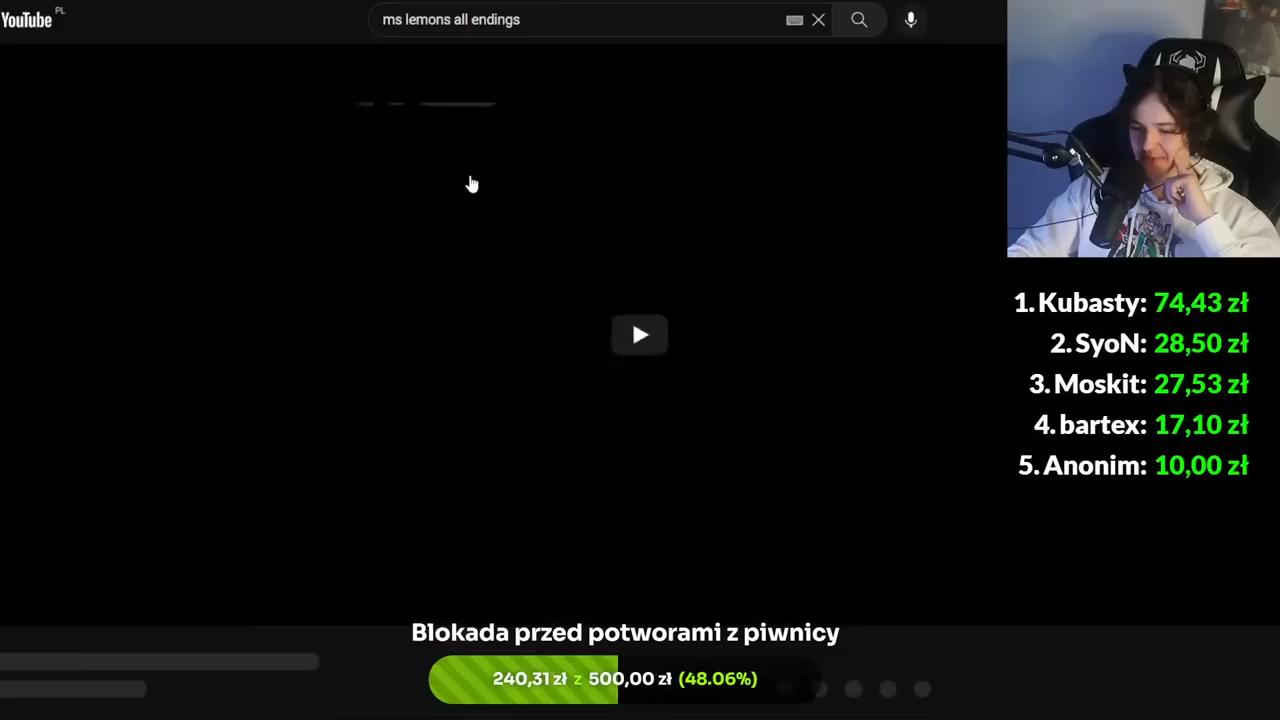 YouTube PL
ms lemons all endings
1. Kubasty: 74,43 zł
2. SyoN: 28,50 zł
3. Moskit: 27,53 zł
4. bartex: 17,10 zł
5. Anonim: 10,00 zł
Blokada przed potworami z piwnicy
240,31 zł z 500,00 zł (48.06%)